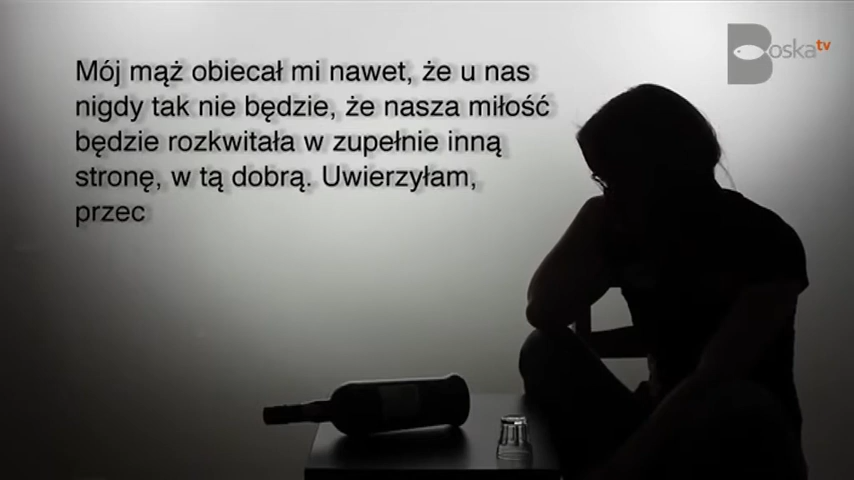 Boska tv
Mój mąż obiecał mi nawet, że u nas
nigdy tak nie będzie, że nasza miłość
będzie rozkwitała w zupełnie inną
stronę, w tą dobrą. Uwierzyłam,
przec